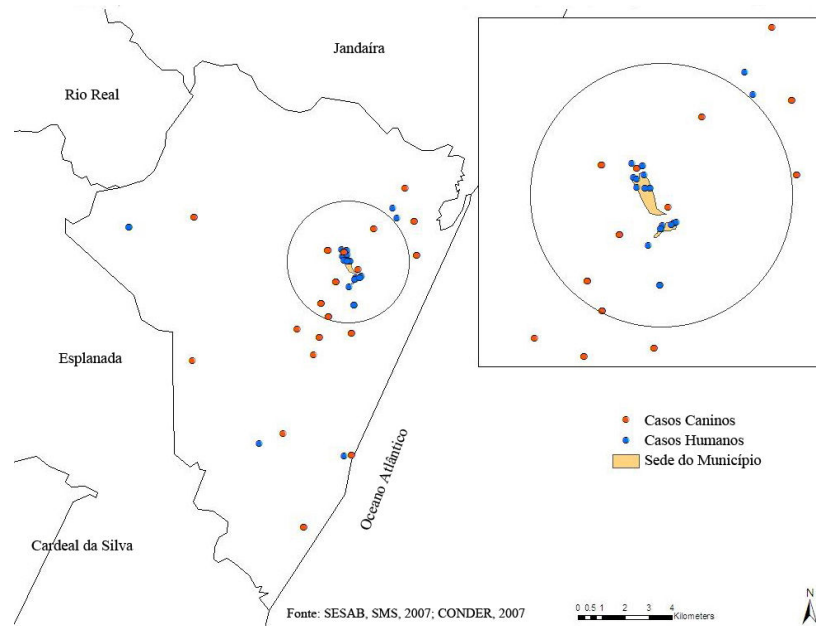 Jandaíra
Rio Real
Esplanada
Casos Caninos
Casos Humanos
Sede do Município
Oceano Atlântico
Cardeal da Silva
Fonte: SESAB, SMS, 2007; CONDER, 2007
0 0.5 1 2 3 4
Kilometers
N